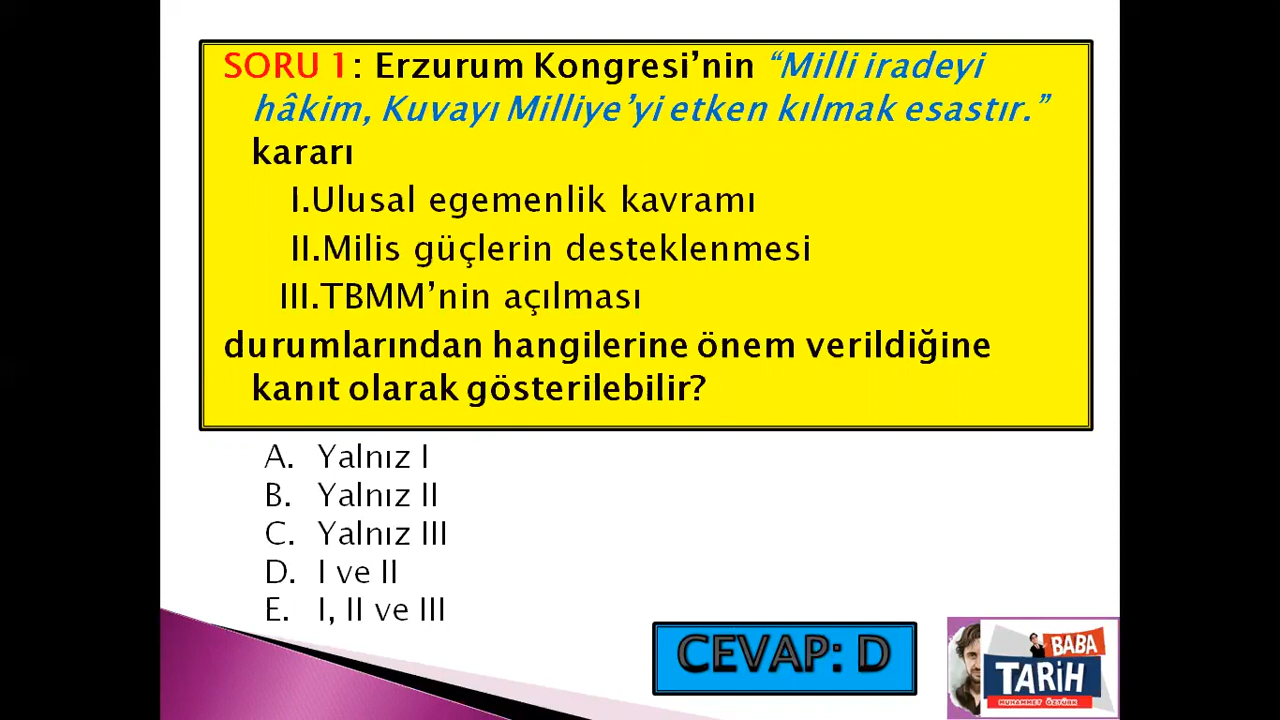 SORU 1: Erzurum Kongresi’nin “Milli iradeyi
hâkim, Kuvayı Milliye’yi etken kılmak esastır.”
kararı
I.Ulusal egemenlik kavramı
II.Milis güçlerin desteklenmesi
III.TBMM’nin açılması
durumlarından hangilerine önem verildiğine
kanıt olarak gösterilebilir?
A. Yalnız I
B. Yalnız II
C. Yalnız III
D. I ve II
E. I, II ve III
CEVAP: D
BABA
TARİH
MUHAMMET ÖZTÜRK